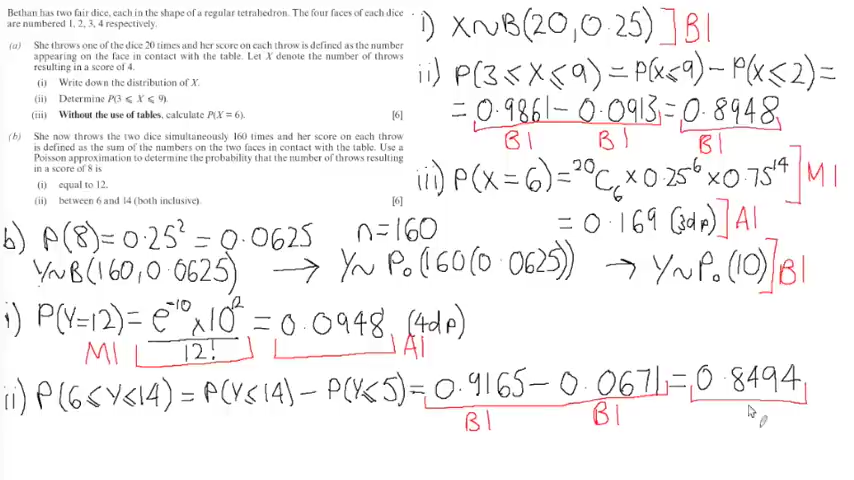 Bethan has two fair dice, each in the shape of a regular tetrahedron. The four faces of each dice
are numbered 1, 2, 3, 4 respectively.
(a) She throws one of the dice 20 times and her score on each throw is defined as the number
appearing on the face in contact with the table. Let X denote the number of throws
resulting in a score of 4.
(i) Write down the distribution of X.
(ii) Determine P(3 ⩽ X ⩽ 9).
(iii) Without the use of tables, calculate P(X = 6). [6]
(b) She now throws the two dice simultaneously 160 times and her score on each throw
is defined as the sum of the numbers on the two faces in contact with the table. Use a
Poisson approximation to determine the probability that the number of throws resulting
in a score of 8 is
(i) equal to 12.
(ii) between 6 and 14 (both inclusive). [6]
i) X~B(20,0.25)] B1
ii) P(3⩽X⩽9)=P(X⩽9)-P(X⩽2)=
=0.9861-0.0913=0.8948
B1 B1 B1
iii) P(X=6)=²⁰C₆×0.25⁶×0.75¹⁴] M1
=0.169 (3dp)] A1
b) P(8)=0.25²=0.0625 n=160
Y~B(160,0.0625) → Y~P₀(160(0.0625)) → Y~P₀(10)] B1
i) P(Y=12)=e⁻¹⁰×10¹²/12!=0.0948 (4dp)
M1 A1
ii) P(6⩽Y⩽14)=P(Y⩽14)-P(Y⩽5)=0.9165-0.0671=0.8494
B1 B1